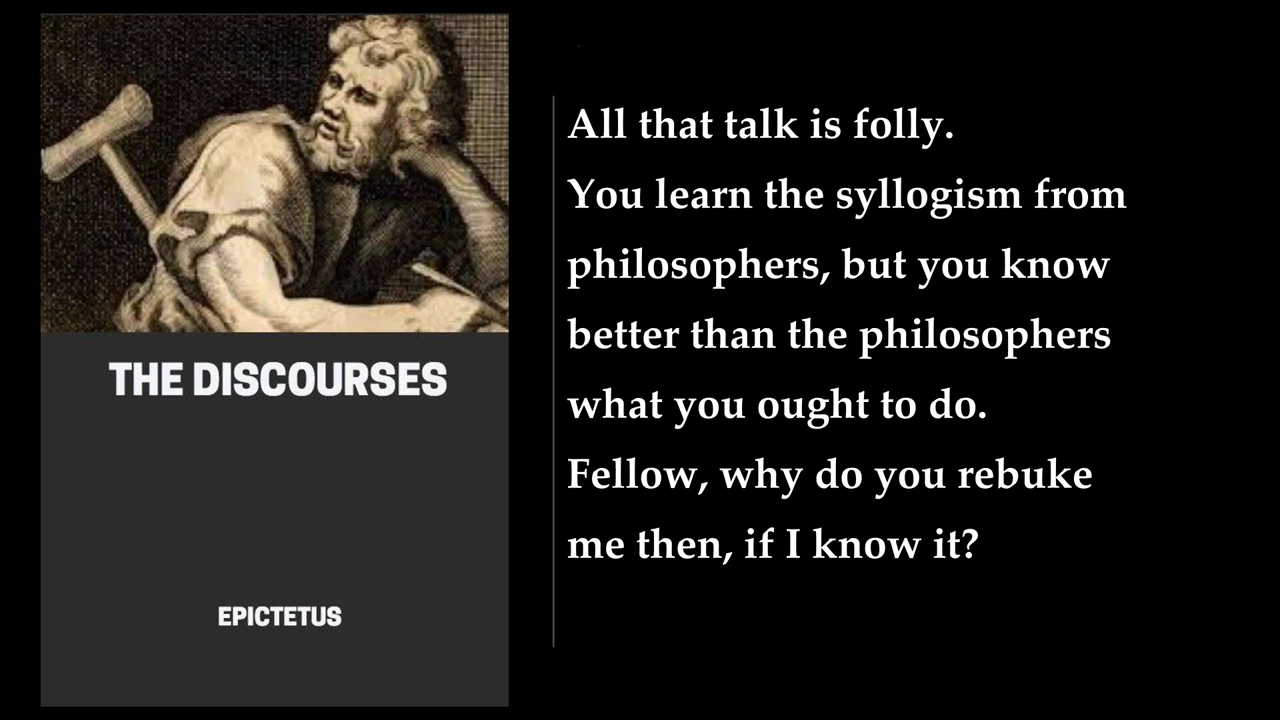 THE DISCOURSES
EPICTETUS
All that talk is folly.
You learn the syllogism from
philosophers, but you know
better than the philosophers
what you ought to do.
Fellow, why do you rebuke
me then, if I know it?